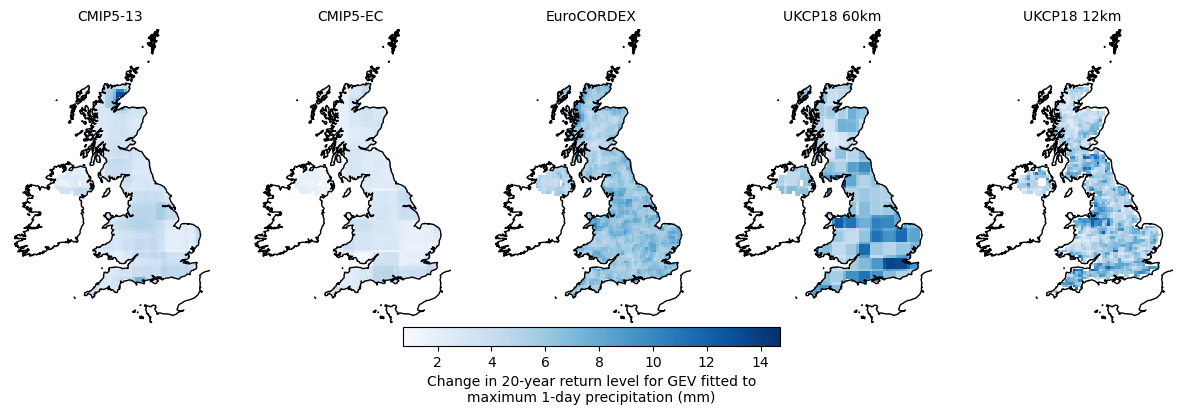 CMIP5-13
CMIP5-EC
EuroCORDEX
UKCP18 60km
UKCP18 12km
2 4 6 8 10 12 14
Change in 20-year return level for GEV fitted to
maximum 1-day precipitation (mm)